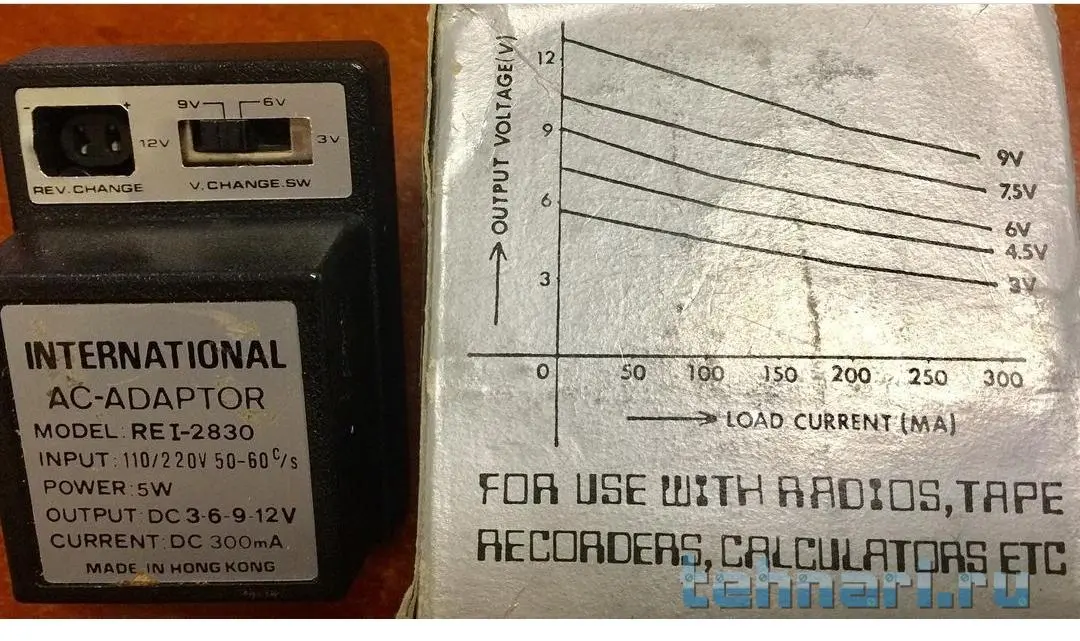 - +
9V 6V
12V 3V
REV.CHANGE V.CHANGE.SW
INTERNATIONAL
AC-ADAPTOR
MODEL: REI-2830
INPUT: 110/220V 50-60 C/S
POWER: 5W
OUTPUT: DC 3-6-9-12V
CURRENT: DC 300mA
MADE IN HONG KONG
OUTPUT VOLTAGE(V)
12
9
6
3
0 50 100 150 200 250 300
9V
7.5V
6V
4.5V
3V
LOAD CURRENT (MA)
FOR USE WITH RADIOS, TAPE
RECORDERS, CALCULATORS ETC
tehnari.ru